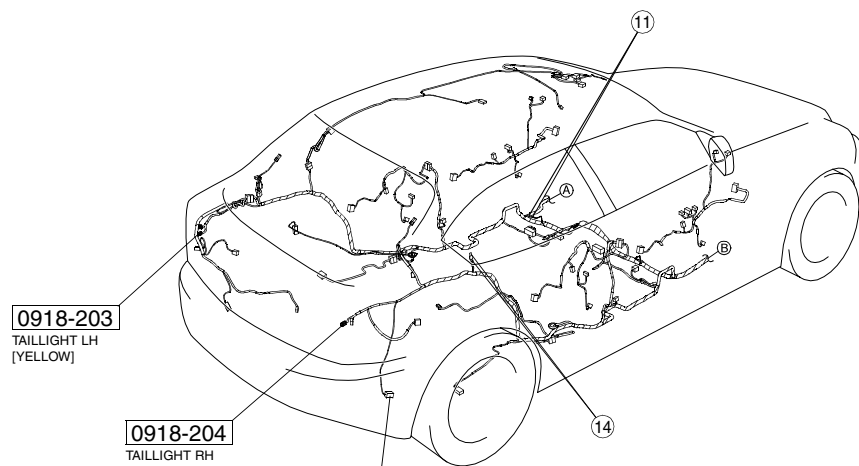 11
A
B
0918-203
TAILLIGHT LH
[YELLOW]
14
0918-204
TAILLIGHT RH